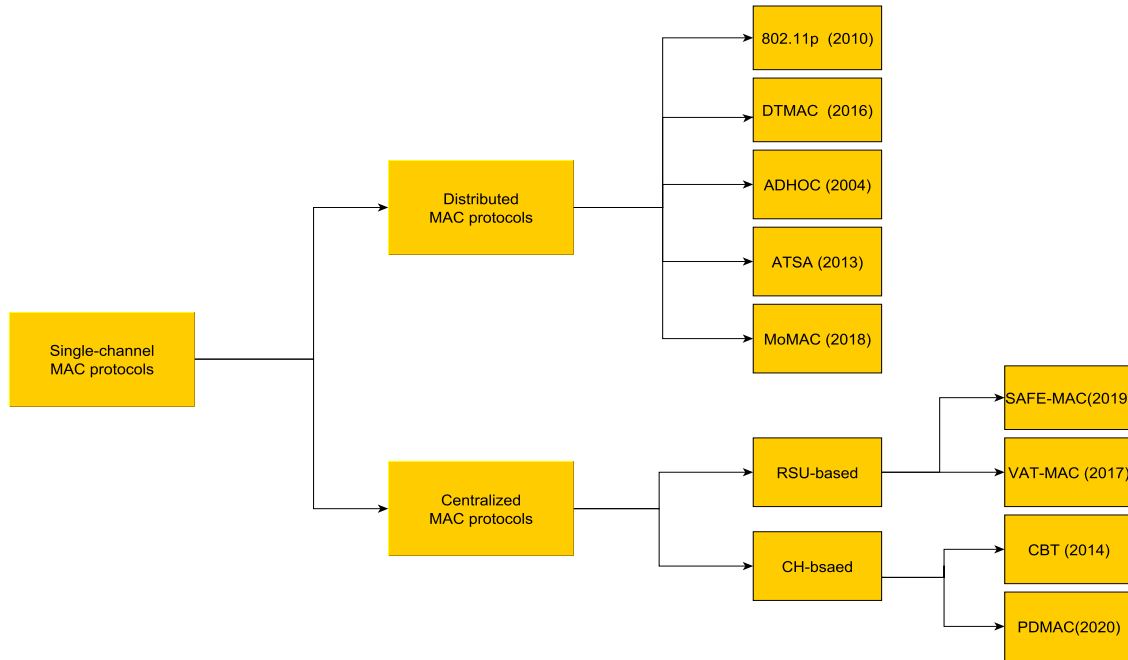 802.11p (2010)
DTMAC (2016)
Distributed
MAC protocols
ADHOC (2004)
ATSA (2013)
Single-channel
MAC protocols
MoMAC (2018)
SAFE-MAC(2019
Centralized
MAC protocols
RSU-based
VAT-MAC (2017)
CH-bsaed
CBT (2014)
PDMAC(2020)